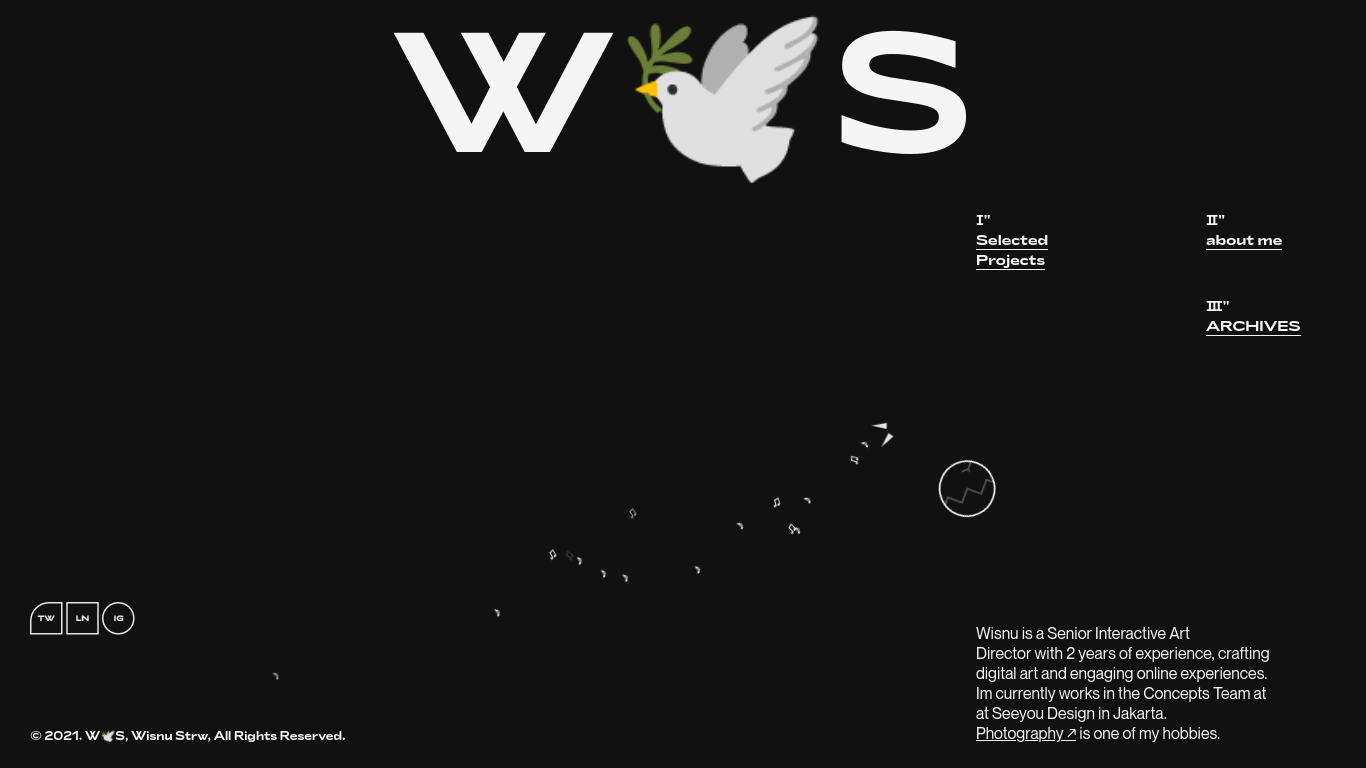 W🕊S
I"
Selected
Projects
II"
about me
III"
ARCHIVES
TW LN IG
Wisnu is a Senior Interactive Art
Director with 2 years of experience, crafting
digital art and engaging online experiences.
Im currently works in the Concepts Team at
at Seeyou Design in Jakarta.
Photography ↗ is one of my hobbies.
© 2021. W🕊S, Wisnu Strw, All Rights Reserved.